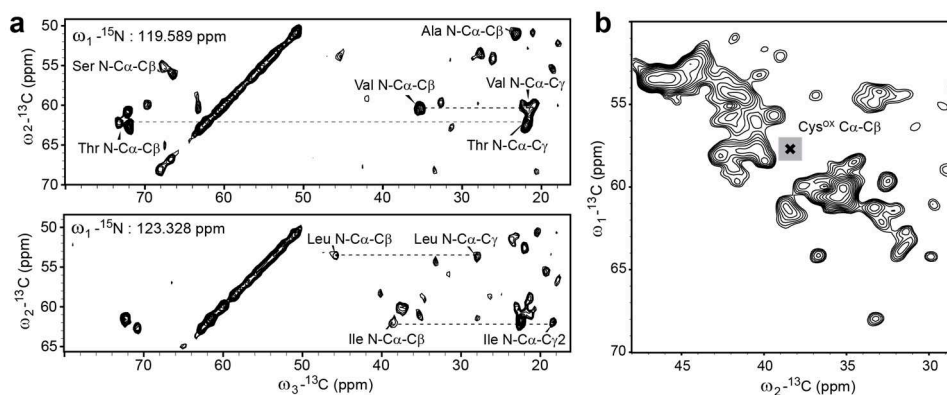 a
ω1-15N : 119.589 ppm
Ala N-Cα-Cβ
Ser N-Cα-Cβ
Val N-Cα-Cβ
Val N-Cα-Cγ
Thr N-Cα-Cβ
Thr N-Cα-Cγ
ω2-13C (ppm)
50
55
60
65
70
ω1-15N : 123.328 ppm
Leu N-Cα-Cβ
Leu N-Cα-Cγ
Ile N-Cα-Cβ
Ile N-Cα-Cγ2
ω2-13C (ppm)
50
55
60
65
70
70
60
50
40
30
20
ω3-13C (ppm)
b
Cysox Cα-Cβ
ω1-13C (ppm)
55
60
65
70
45
40
35
30
ω2-13C (ppm)